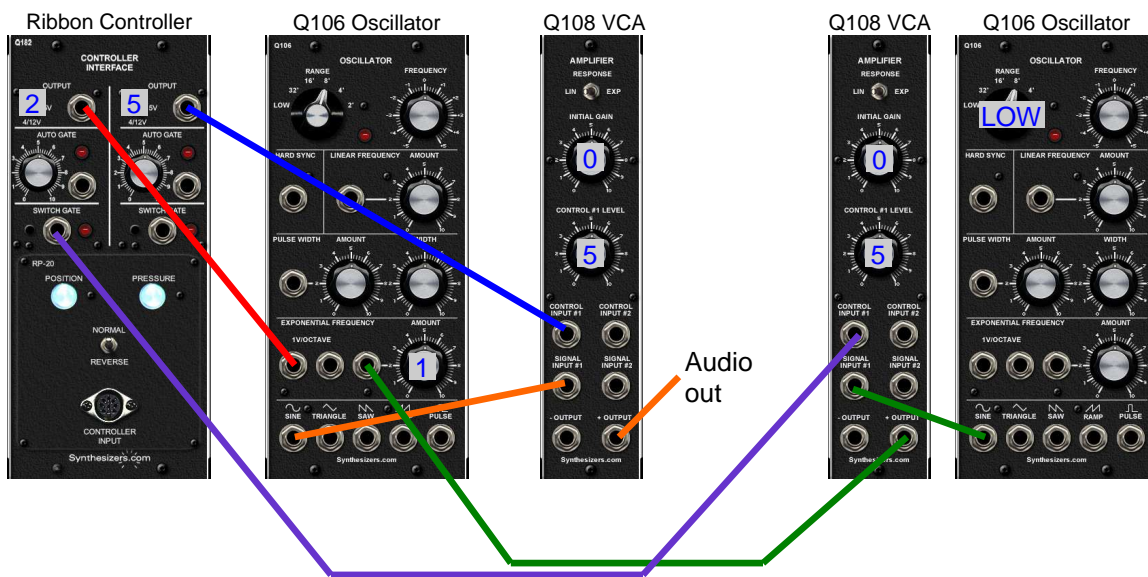 Ribbon Controller
Q106 Oscillator
Q108 VCA
Q108 VCA
Q106 Oscillator
Q182
CONTROLLER
INTERFACE
OUTPUT
OUTPUT
2
5
5V
4/12V
4/12V
AUTO GATE
AUTO GATE
SWITCH GATE
SWITCH GATE
RP-20
POSITION
PRESSURE
NORMAL
REVERSE
CONTROLLER
INPUT
Synthesizers.com
Q106
OSCILLATOR
RANGE
FREQUENCY
16' 8'
32' 4'
LOW 2'
HARD SYNC
LINEAR FREQUENCY
AMOUNT
PULSE WIDTH
AMOUNT
WIDTH
EXPONENTIAL FREQUENCY
AMOUNT
1V/OCTAVE
1
SINE
TRIANGLE
SAW
PULSE
Synthesizers.com
AMPLIFIER
RESPONSE
LIN EXP
INITIAL GAIN
0
CONTROL #1 LEVEL
5
CONTROL INPUT #1
CONTROL INPUT #2
SIGNAL INPUT #1
SIGNAL INPUT #2
- OUTPUT
+ OUTPUT
Synthesizers.com
Audio
out
AMPLIFIER
RESPONSE
LIN EXP
INITIAL GAIN
0
CONTROL #1 LEVEL
5
CONTROL INPUT #1
CONTROL INPUT #2
SIGNAL INPUT #1
SIGNAL INPUT #2
- OUTPUT
+ OUTPUT
Synthesizers.com
Q106
OSCILLATOR
RANGE
FREQUENCY
16' 8'
32' 4'
LOW 2'
LOW
HARD SYNC
LINEAR FREQUENCY
AMOUNT
PULSE WIDTH
AMOUNT
WIDTH
EXPONENTIAL FREQUENCY
AMOUNT
1V/OCTAVE
SINE
TRIANGLE
SAW
RAMP
PULSE
Synthesizers.com